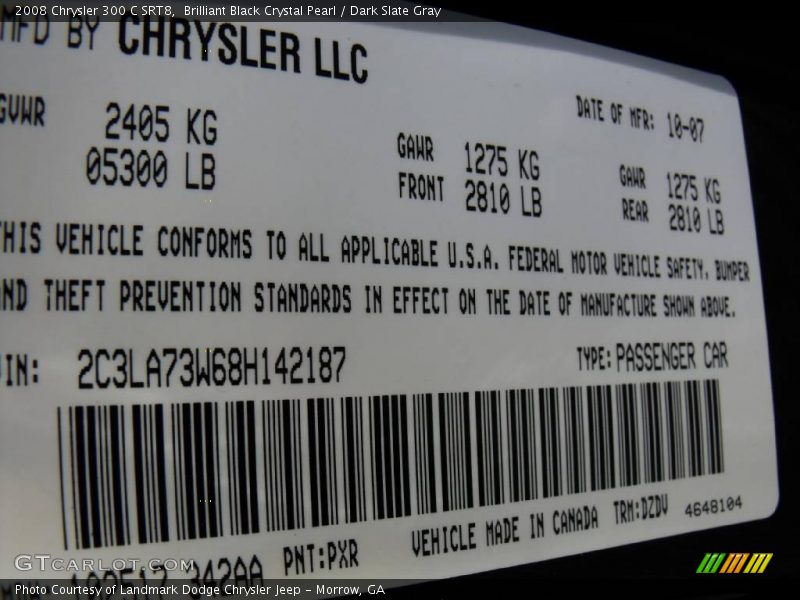 2008 Chrysler 300 C SRT8,  Brilliant Black Crystal Pearl / Dark Slate Gray
MFD BY CHRYSLER LLC
DATE OF MFR: 10-07
GVWR 2405 KG
05300 LB
GAWR 1275 KG
FRONT 2810 LB
GAWR 1275 KG
REAR 2810 LB
THIS VEHICLE CONFORMS TO ALL APPLICABLE U.S.A. FEDERAL MOTOR VEHICLE SAFETY, BUMPER
AND THEFT PREVENTION STANDARDS IN EFFECT ON THE DATE OF MANUFACTURE SHOWN ABOVE.
VIN: 2C3LA73W68H142187
TYPE: PASSENGER CAR
PNT:PXR
VEHICLE MADE IN CANADA
TRM:DZDV
4648104
342AA
GTCARLOT.COM
Photo Courtesy of Landmark Dodge Chrysler Jeep – Morrow, GA